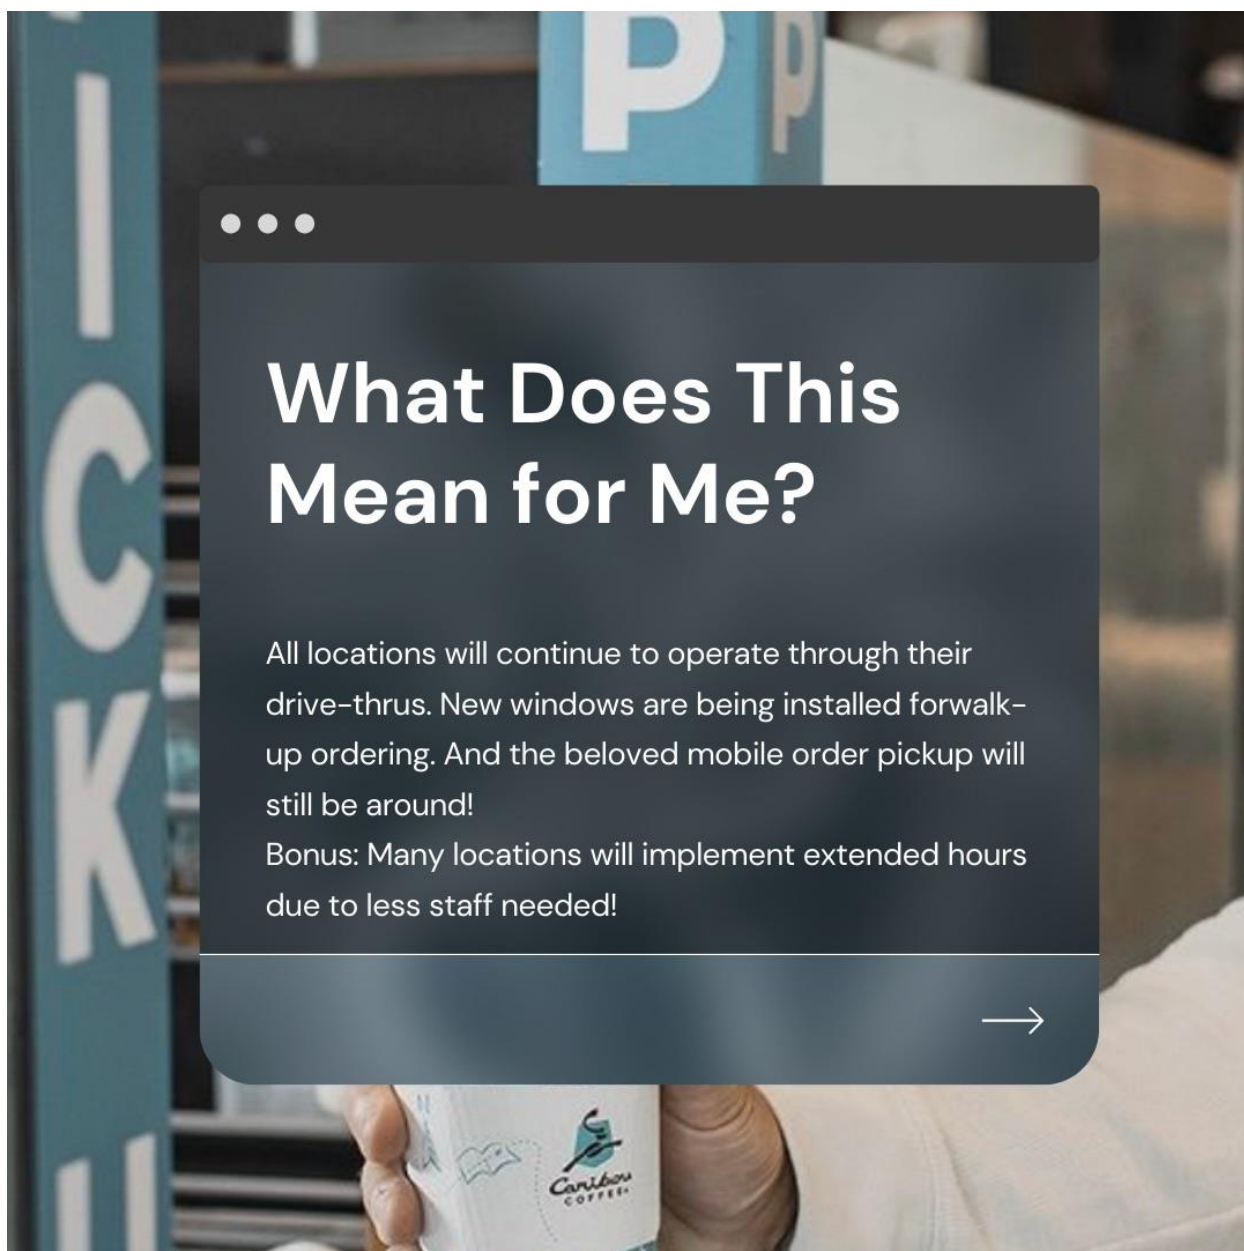 P
P
ICK
U
What Does This
Mean for Me?
All locations will continue to operate through their
drive-thrus. New windows are being installed forwalk-
up ordering. And the beloved mobile order pickup will
still be around!
Bonus: Many locations will implement extended hours
due to less staff needed!
Caribou
COFFEE